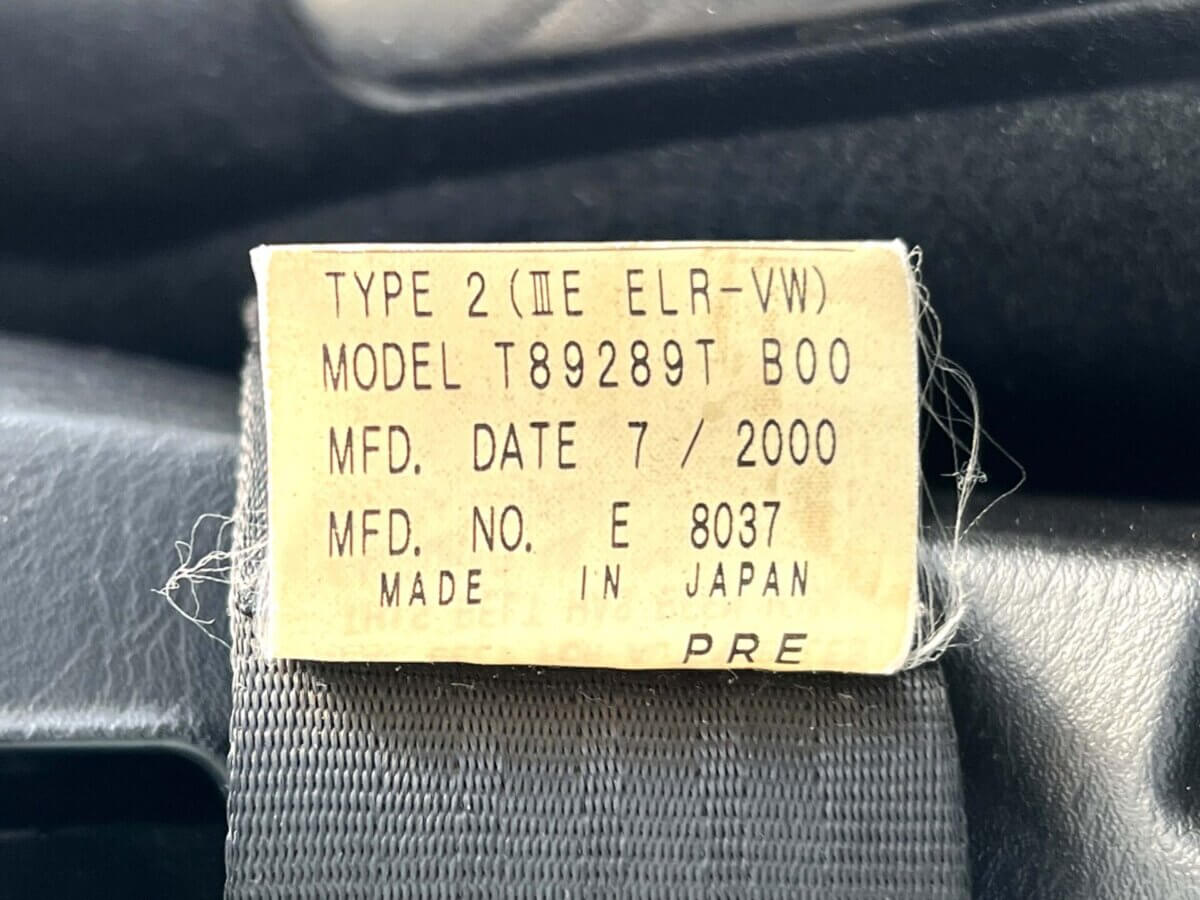 TYPE 2 (ⅢE ELR-VW)
MODEL T89289T B00
MFD. DATE 7 / 2000
MFD. NO. E 8037
MADE IN JAPAN
PRE